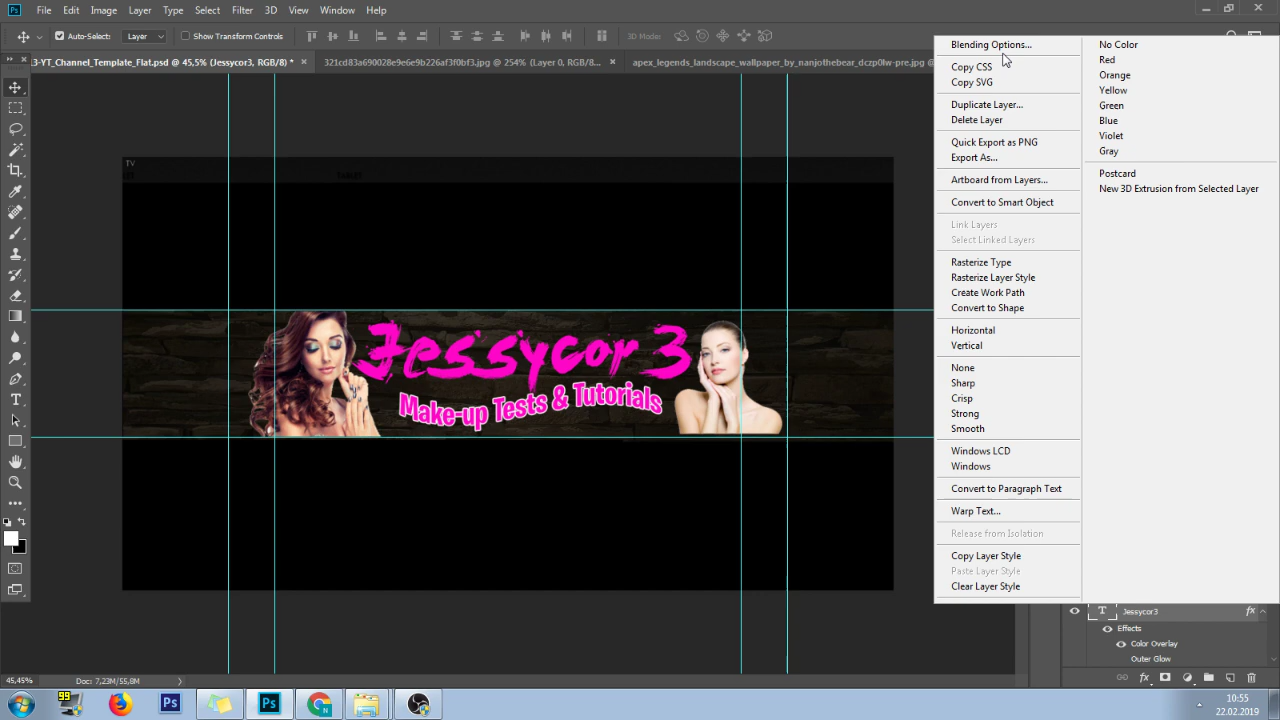 Ps File Edit Image Layer Type Select Filter 3D View Window Help
Auto-Select: Layer Show Transform Controls 3D Mode:
13-YT_Channel_Template_Flat.psd @ 45,5% (Jessycor3, RGB/8) * × 321cd83a690028e9e6e9b226af3f0bf3.jpg @ 254% (Layer 0, RGB/8... × apex_legends_landscape_wallpaper_by_nanjothebear_dczp0lw-pre.jpg @
TV
TABLET
Jessycor 3
Make-up Tests & Tutorials
Blending Options...
Copy CSS
Copy SVG
Duplicate Layer...
Delete Layer
Quick Export as PNG
Export As...
Artboard from Layers...
Convert to Smart Object
Link Layers
Select Linked Layers
Rasterize Type
Rasterize Layer Style
Create Work Path
Convert to Shape
Horizontal
Vertical
None
Sharp
Crisp
Strong
Smooth
Windows LCD
Windows
Convert to Paragraph Text
Warp Text...
Release from Isolation
Copy Layer Style
Paste Layer Style
Clear Layer Style
No Color
Red
Orange
Yellow
Green
Blue
Violet
Gray
Postcard
New 3D Extrusion from Selected Layer
T Jessycor3 fx
Effects
Color Overlay
Outer Glow
fx
45,45% Doc: 7,23M/55,8M
99
Ps
Ps
10:55
22.02.2019